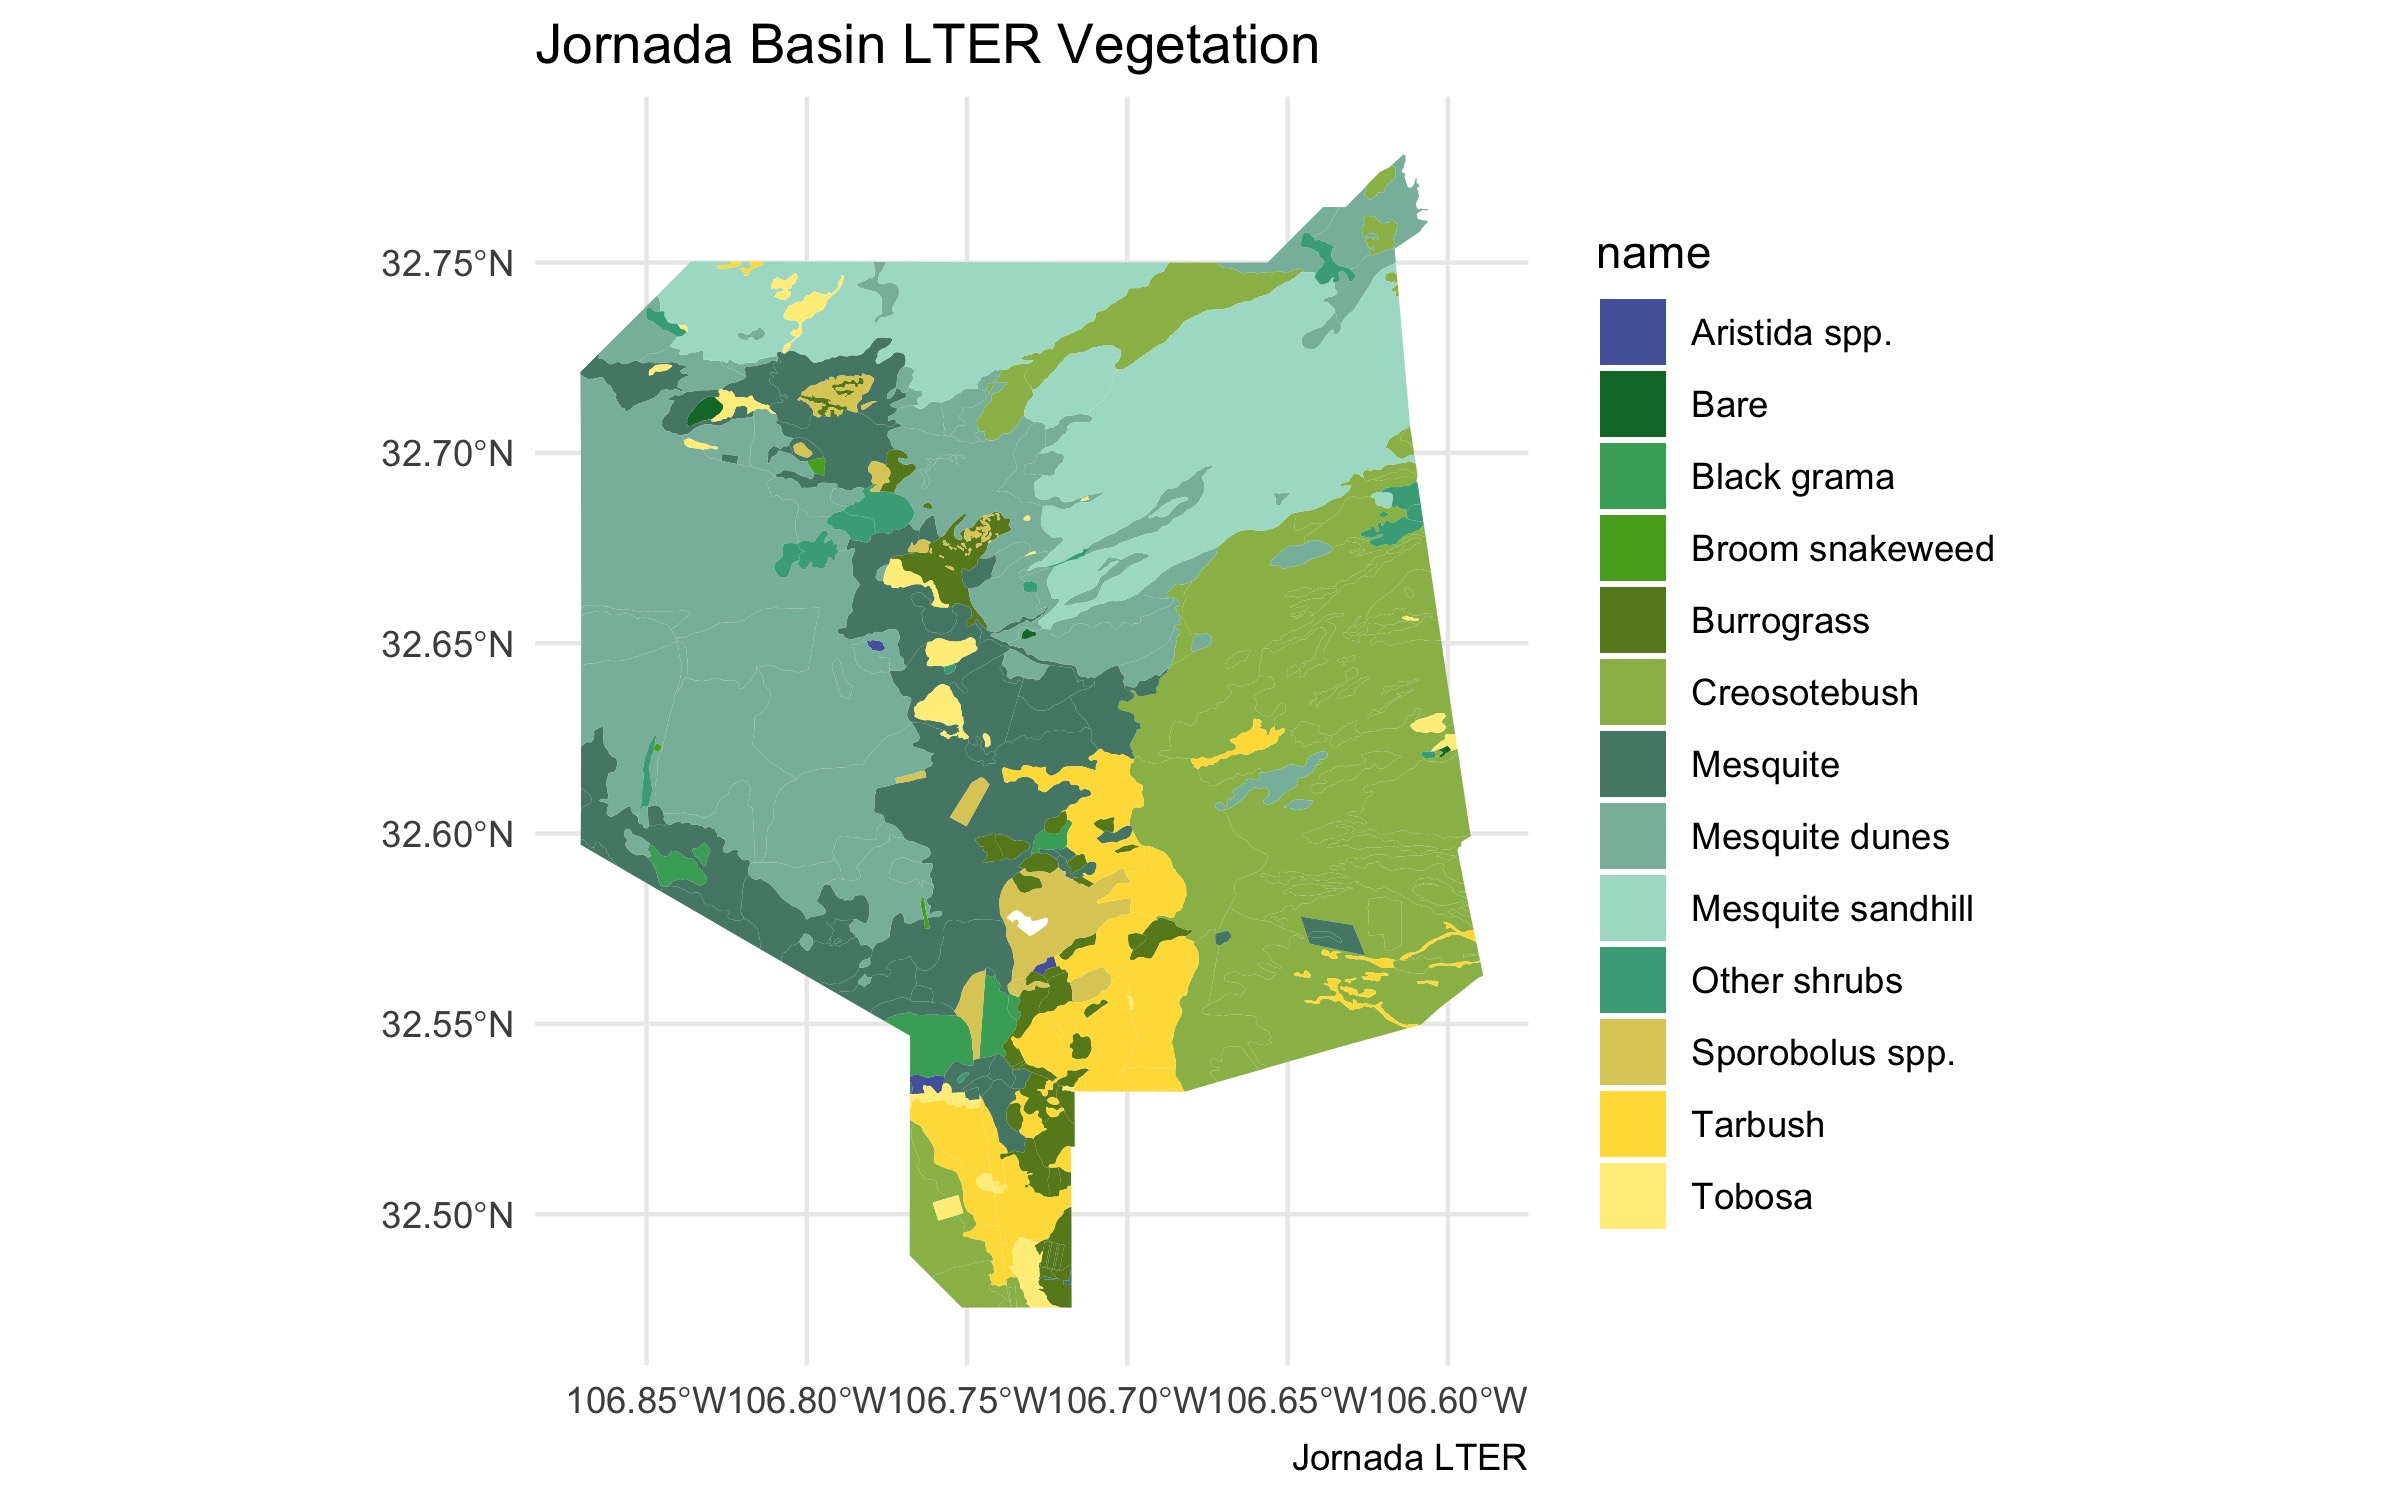 Jornada Basin LTER Vegetation
32.75°N
32.70°N
32.65°N
32.60°N
32.55°N
32.50°N
106.85°W106.80°W106.75°W106.70°W106.65°W106.60°W
Jornada LTER
name
Aristida spp.
Bare
Black grama
Broom snakeweed
Burrograss
Creosotebush
Mesquite
Mesquite dunes
Mesquite sandhill
Other shrubs
Sporobolus spp.
Tarbush
Tobosa